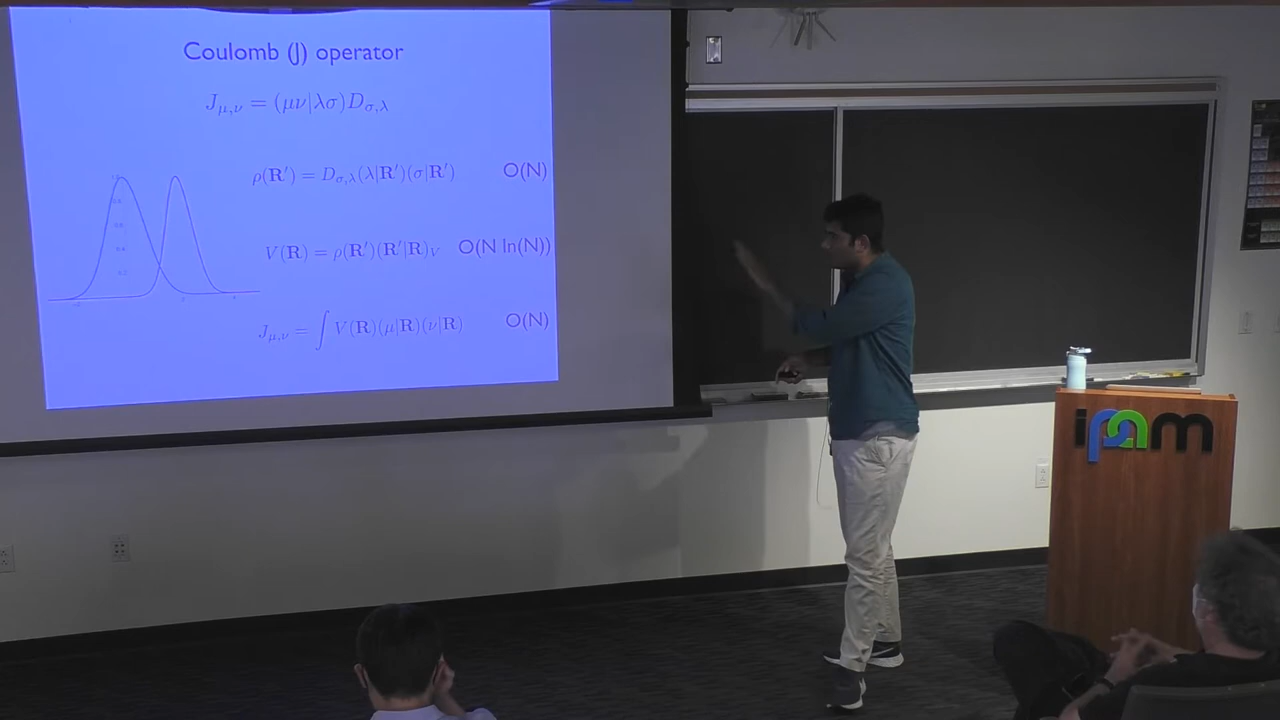 Coulomb (J) operator
J_{μ,ν} = (μν|λσ)D_{σ,λ}
ρ(R′) = D_{σ,λ}(λ|R′)(σ|R′) O(N)
V(R) = ρ(R′)(R′|R)_V O(N ln(N))
J_{μ,ν} = ∫ V(R)(μ|R)(ν|R) O(N)
ipam